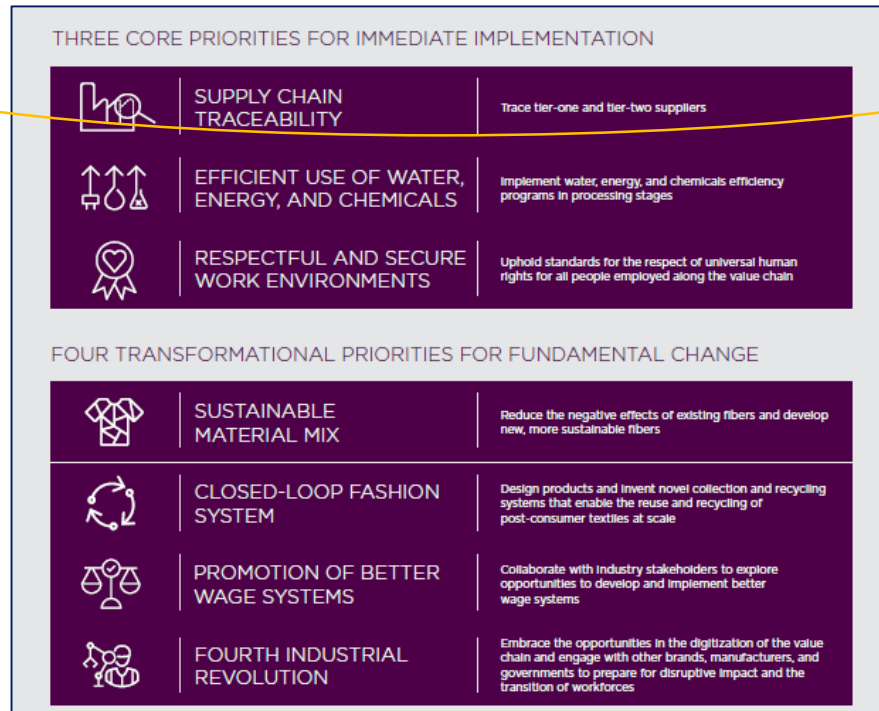 THREE CORE PRIORITIES FOR IMMEDIATE IMPLEMENTATION
SUPPLY CHAIN
TRACEABILITY
Trace tier-one and tier-two suppliers
EFFICIENT USE OF WATER,
ENERGY, AND CHEMICALS
Implement water, energy, and chemicals efficiency
programs in processing stages
RESPECTFUL AND SECURE
WORK ENVIRONMENTS
Uphold standards for the respect of universal human
rights for all people employed along the value chain
FOUR TRANSFORMATIONAL PRIORITIES FOR FUNDAMENTAL CHANGE
SUSTAINABLE
MATERIAL MIX
Reduce the negative effects of existing fibers and develop
new, more sustainable fibers
CLOSED-LOOP FASHION
SYSTEM
Design products and invent novel collection and recycling
systems that enable the reuse and recycling of
post-consumer textiles at scale
PROMOTION OF BETTER
WAGE SYSTEMS
Collaborate with industry stakeholders to explore
opportunities to develop and implement better
wage systems
FOURTH INDUSTRIAL
REVOLUTION
Embrace the opportunities in the digitization of the value
chain and engage with other brands, manufacturers, and
governments to prepare for disruptive impact and the
transition of workforces